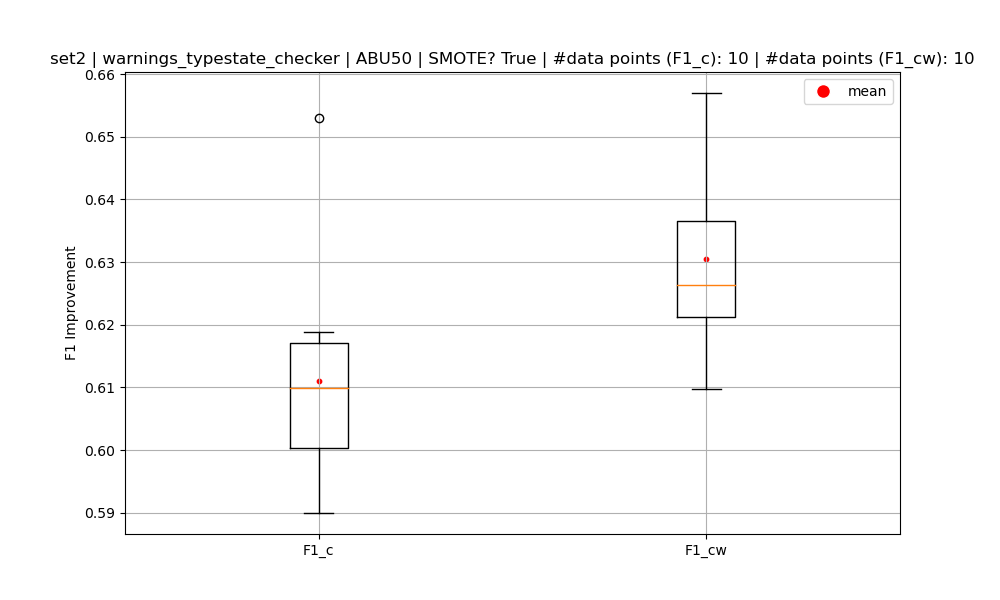 set2 | warnings_typestate_checker | ABU50 | SMOTE? True | #data points (F1_c): 10 | #data points (F1_cw): 10
mean
0.66
0.65
0.64
0.63
0.62
0.61
0.60
0.59
F1 Improvement
F1_c
F1_cw